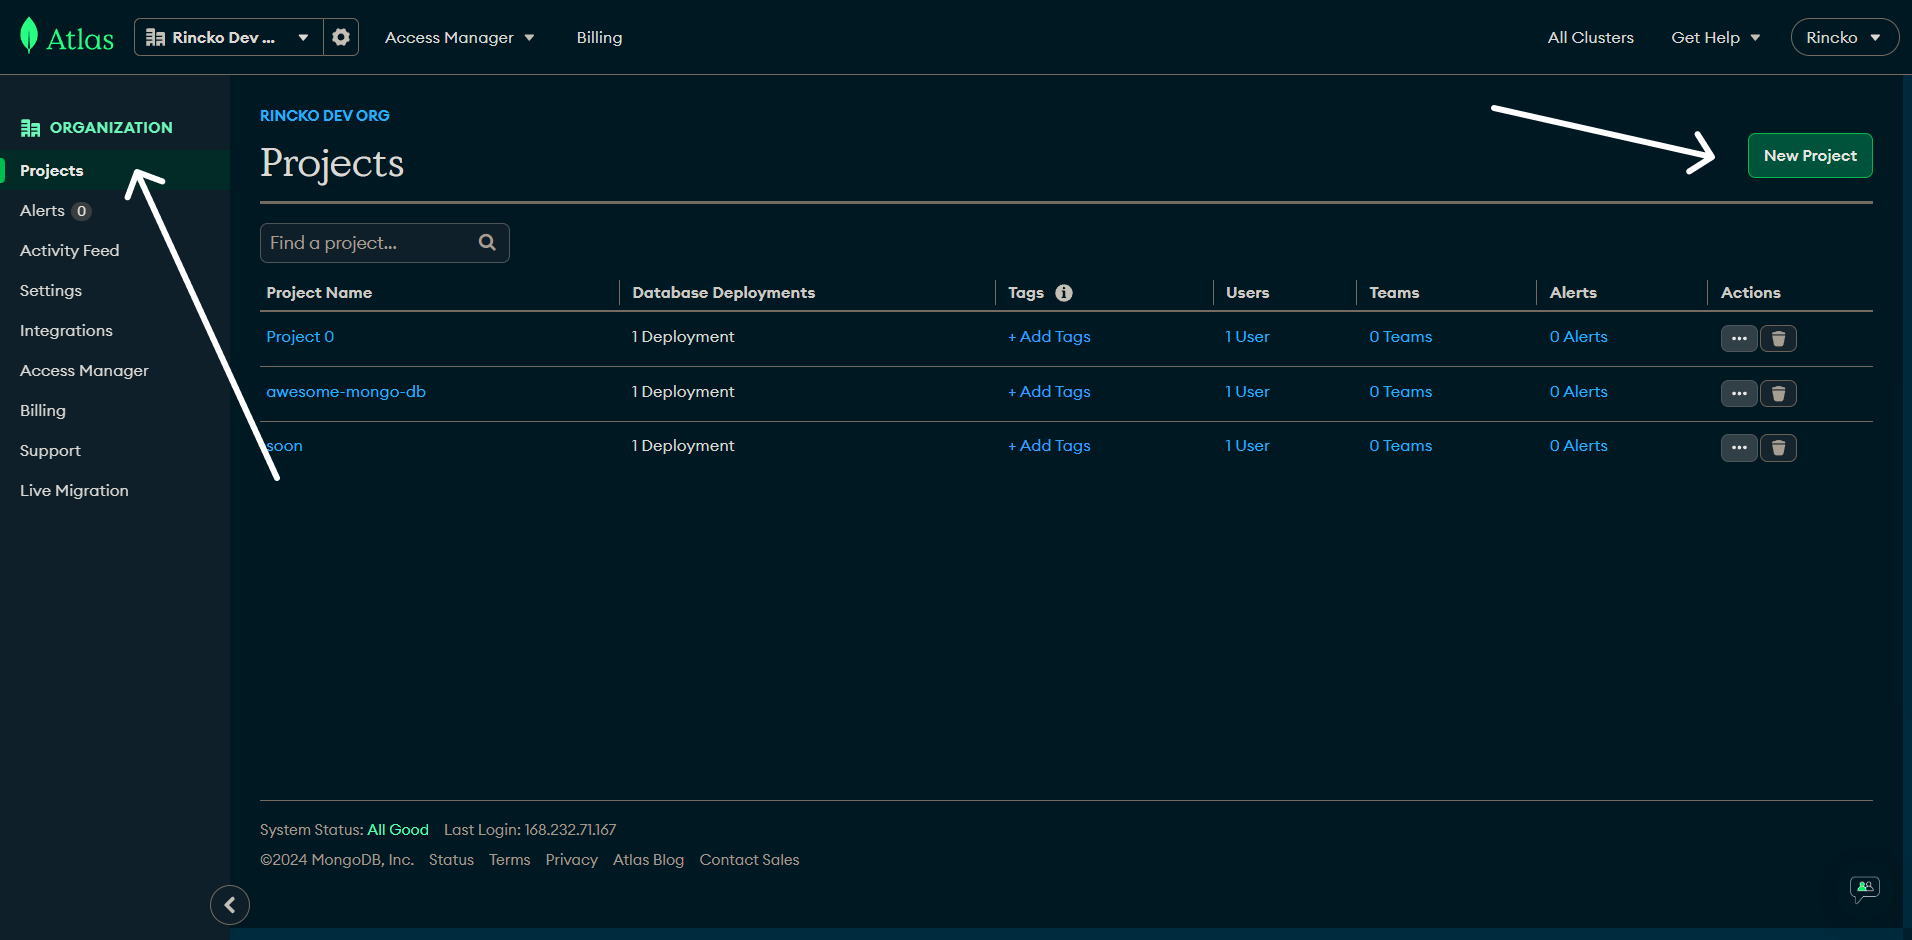 Atlas
Rincko Dev ...
Access Manager
Billing
All Clusters
Get Help
Rincko
ORGANIZATION
Projects
Alerts 0
Activity Feed
Settings
Integrations
Access Manager
Billing
Support
Live Migration
RINCKO DEV ORG
Projects
New Project
Find a project...
Project Name Database Deployments Tags Users Teams Alerts Actions
Project 0 1 Deployment + Add Tags 1 User 0 Teams 0 Alerts
awesome-mongo-db 1 Deployment + Add Tags 1 User 0 Teams 0 Alerts
soon 1 Deployment + Add Tags 1 User 0 Teams 0 Alerts
System Status: All Good Last Login: 168.232.71.167
©2024 MongoDB, Inc. Status Terms Privacy Atlas Blog Contact Sales